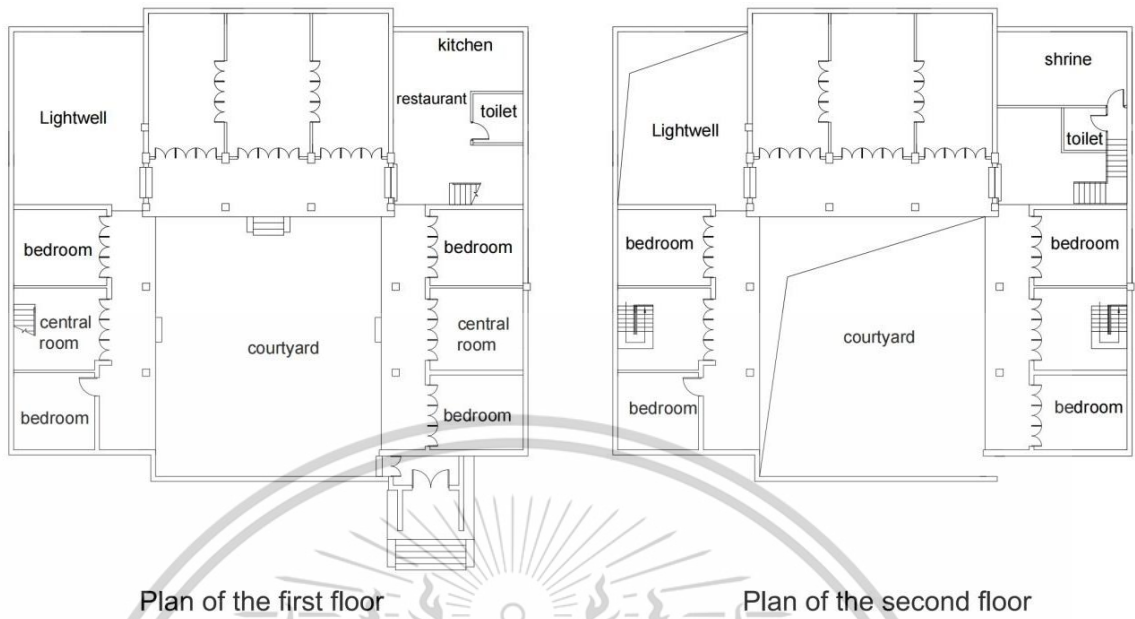 kitchen
restaurant
toilet
Lightwell
bedroom
bedroom
central
room
courtyard
central
room
bedroom
bedroom
Plan of the first floor
shrine
toilet
Lightwell
bedroom
bedroom
courtyard
bedroom
bedroom
Plan of the second floor